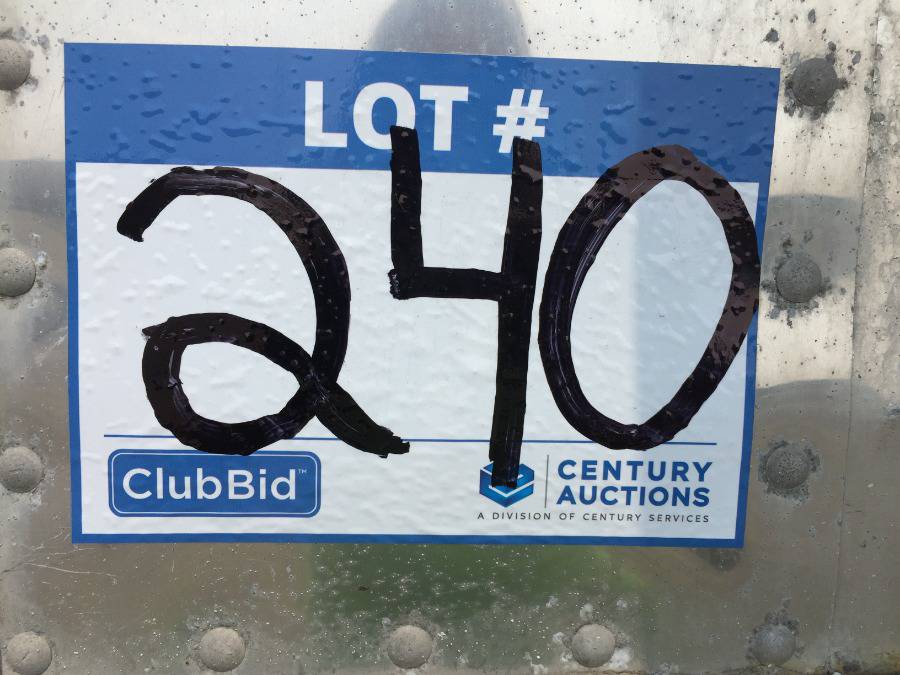 LOT #
240
ClubBid™
CENTURY
AUCTIONS
A DIVISION OF CENTURY SERVICES